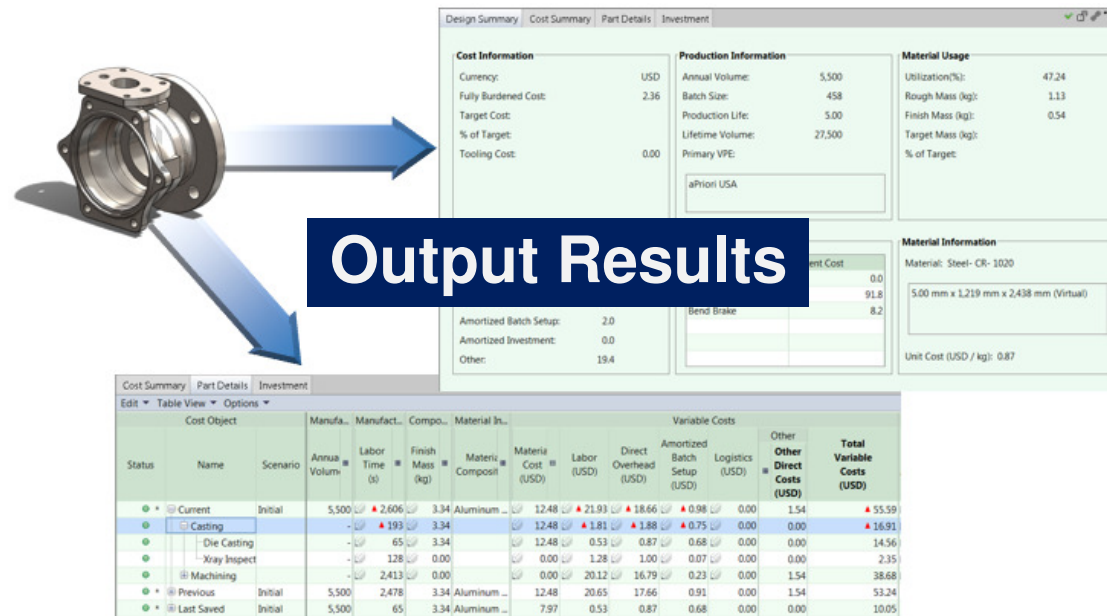 Design Summary Cost Summary Part Details Investment
Cost Information
Currency: USD
Fully Burdened Cost: 2.36
Target Cost:
% of Target:
Tooling Cost: 0.00
Production Information
Annual Volume: 5,500
Batch Size: 458
Production Life: 5.00
Lifetime Volume: 27,500
Primary VPE:
aPriori USA
Material Usage
Utilization(%): 47.24
Rough Mass (kg): 1.13
Finish Mass (kg): 0.54
Target Mass (kg):
% of Target:
Output Results
Amortized Batch Setup: 2.0
Amortized Investment: 0.0
Other: 19.4
Cost
0.0
91.8
Bend Brake 8.2
Material Information
Material: Steel- CR- 1020
5.00 mm x 1,219 mm x 2,438 mm (Virtual)
Unit Cost (USD / kg): 0.87
Cost Summary Part Details Investment
Edit Table View Options
Cost Object Manufa... Manufact... Compo... Material In... Variable Costs
Status Name Scenario Annua Volum Labor Time (s) Finish Mass (kg) Materia Composit Materia Cost (USD) Labor (USD) Direct Overhead (USD) Amortized Batch Setup (USD) Logistics (USD) Other Other Direct Costs (USD) Total Variable Costs (USD)
Current Initial 5,500 2,606 3.34 Aluminum ... 12.48 21.93 18.66 0.98 0.00 1.54 55.59
Casting - 193 3.34 12.48 1.81 1.88 0.75 0.00 0.00 16.91
Die Casting - 65 3.34 12.48 0.53 0.87 0.68 0.00 0.00 14.56
Xray Inspect - 128 0.00 0.00 1.28 1.00 0.07 0.00 0.00 2.35
Machining - 2,413 0.00 0.00 20.12 16.79 0.23 0.00 1.54 38.68
Previous Initial 5,500 2,478 3.34 Aluminum ... 12.48 20.65 17.66 0.91 0.00 1.54 53.24
Last Saved Initial 5,500 65 3.34 Aluminum ... 7.97 0.53 0.87 0.68 0.00 0.00 10.05